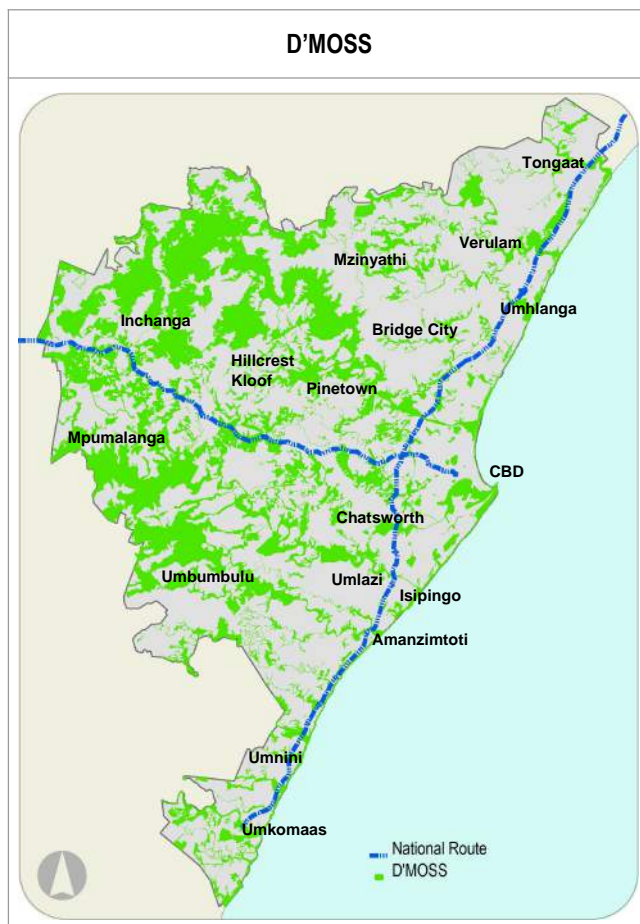 D'MOSS
Tongaat
Verulam
Mzinyathi
Umhlanga
Inchanga
Bridge City
Hillcrest
Kloof
Pinetown
Mpumalanga
CBD
Chatsworth
Umbumbulu
Umlazi
Isipingo
Amanzimtoti
Umnini
Umkomaas
National Route
D'MOSS